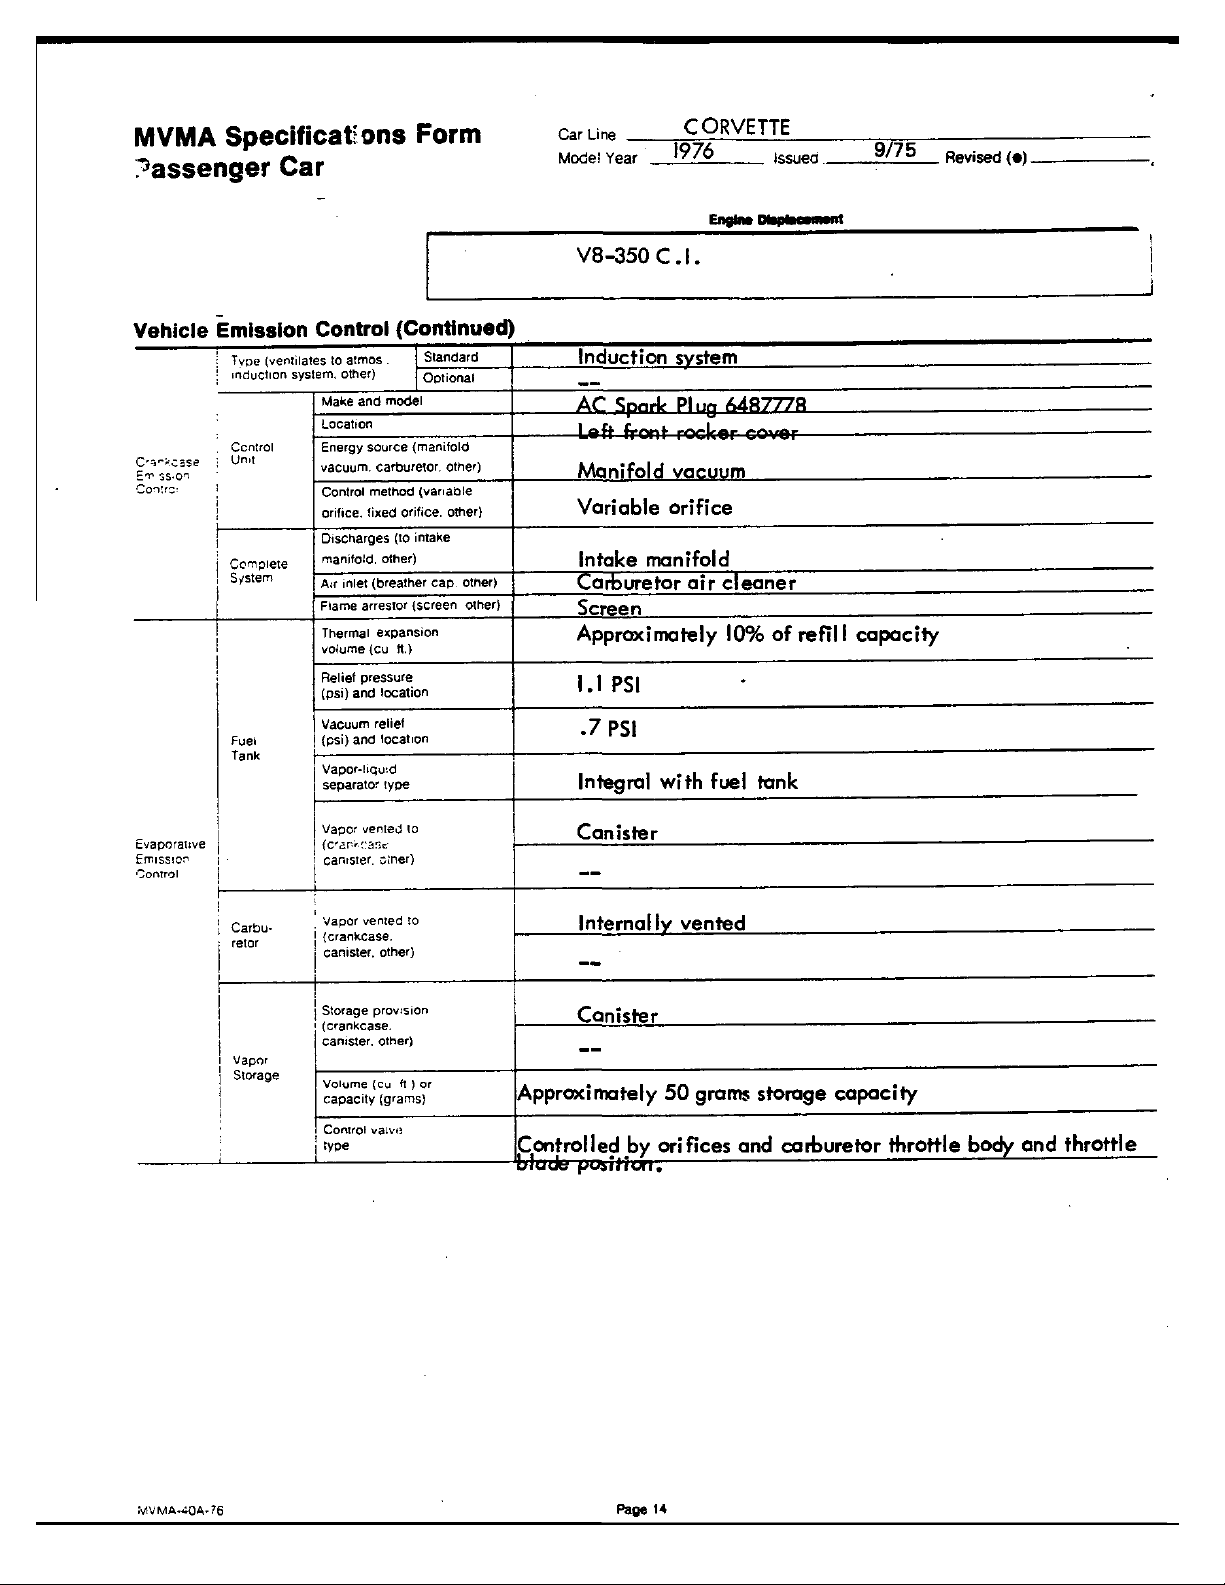 MVMA Specifications Form
Passenger Car
Car Line CORVETTE
Model Year 1976 Issued 9/75 Revised (•)
Engine Displacement
V8-350 C.I.
Vehicle Emission Control (Continued)
Crankcase
Emission
Control
Type (ventilates to atmos.
induction system, other)
Standard Induction system
Optional --
Control
Unit
Make and model AC Spark Plug 6487778
Location Left front rocker cover
Energy source (manifold
vacuum, carburetor, other) Manifold vacuum
Control method (variable
orifice, fixed orifice, other) Variable orifice
Complete
System
Discharges (to intake
manifold, other) Intake manifold
Air inlet (breather cap, other) Carburetor air cleaner
Flame arrestor (screen other) Screen
Evaporative
Emission
Control
Fuel
Tank
Thermal expansion
volume (cu ft.) Approximately 10% of refill capacity
Relief pressure
(psi) and location 1.1 PSI
Vacuum relief
(psi) and location .7 PSI
Vapor-liquid
separator type Integral with fuel tank
Vapor vented to
(crankcase
canister, other)
Canister
--
Carbu-
retor
Vapor vented to
(crankcase,
canister, other)
Internally vented
--
Vapor
Storage
Storage provision
(crankcase,
canister, other)
Canister
--
Volume (cu ft) or
capacity (grams) Approximately 50 grams storage capacity
Control valve
type Controlled by orifices and carburetor throttle body and throttle
blade position.
MVMA-40A-76
Page 14